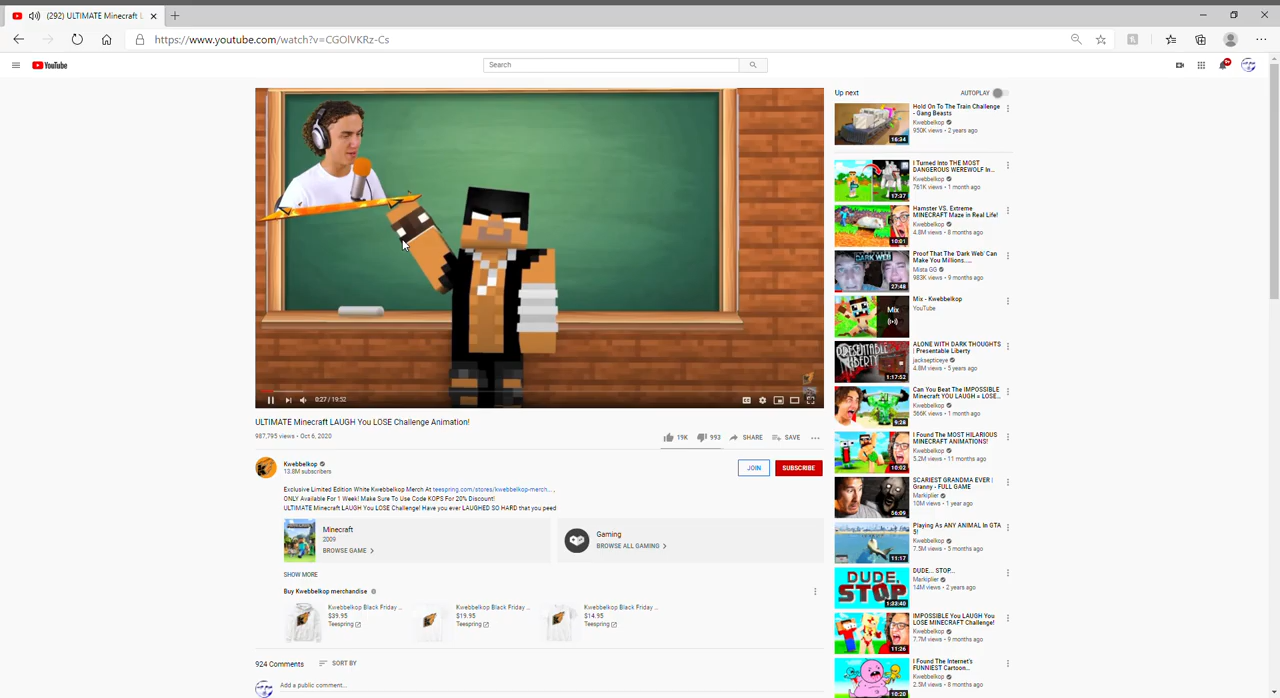 (292) ULTIMATE Minecraft L
https://www.youtube.com/watch?v=CGOlVKRz-Cs
YouTube
Search
9+
0:27 / 19:52
ULTIMATE Minecraft LAUGH You LOSE Challenge Animation!
987,795 views • Oct 6, 2020
19K
993
SHARE
SAVE
Kwebbelkop
13.8M subscribers
JOIN
SUBSCRIBE
Exclusive Limited Edition White Kwebbelkop Merch At teespring.com/stores/kwebbelkop-merch... ,
ONLY Available For 1 Week! Make Sure To Use Code KOPS For 20% Discount!
ULTIMATE Minecraft LAUGH You LOSE Challenge! Have you ever LAUGHED SO HARD that you peed
Minecraft
2009
BROWSE GAME
Gaming
BROWSE ALL GAMING
SHOW MORE
Buy Kwebbelkop merchandise
Kwebbelkop Black Friday ...
$39.95
Teespring
Kwebbelkop Black Friday ...
$19.95
Teespring
Kwebbelkop Black Friday ...
$14.95
Teespring
924 Comments
SORT BY
Add a public comment...
Up next
AUTOPLAY
Hold On To The Train Challenge
- Gang Beasts
Kwebbelkop
950K views • 2 years ago
16:34
I Turned Into THE MOST
DANGEROUS WEREWOLF In...
Kwebbelkop
761K views • 1 month ago
17:37
Hamster VS. Extreme
MINECRAFT Maze in Real Life!
Kwebbelkop
4.8M views • 8 months ago
10:01
Proof That The 'Dark Web' Can
Make You Millions....
Mista GG
983K views • 9 months ago
DARK WEB
27:48
Mix - Kwebbelkop
YouTube
Mix
ALONE WITH DARK THOUGHTS
| Presentable Liberty
jacksepticeye
4.8M views • 5 years ago
PRESENTABLE
LIBERTY
1:17:52
Can You Beat The IMPOSSIBLE
Minecraft YOU LAUGH = LOSE...
Kwebbelkop
566K views • 1 month ago
9:28
I Found The MOST HILARIOUS
MINECRAFT ANIMATIONS!
Kwebbelkop
5.2M views • 11 months ago
10:02
SCARIEST GRANDMA EVER |
Granny - FULL GAME
Markiplier
10M views • 1 year ago
56:09
Playing As ANY ANIMAL In GTA
5!
Kwebbelkop
7.5M views • 5 months ago
11:17
DUDE... STOP...
Markiplier
14M views • 2 years ago
DUDE,
STOP
1:33:40
IMPOSSIBLE You LAUGH You
LOSE MINECRAFT Challenge!
Kwebbelkop
7.7M views • 9 months ago
11:26
I Found The Internet's
FUNNIEST Cartoon...
Kwebbelkop
2.5M views • 8 months ago
10:20